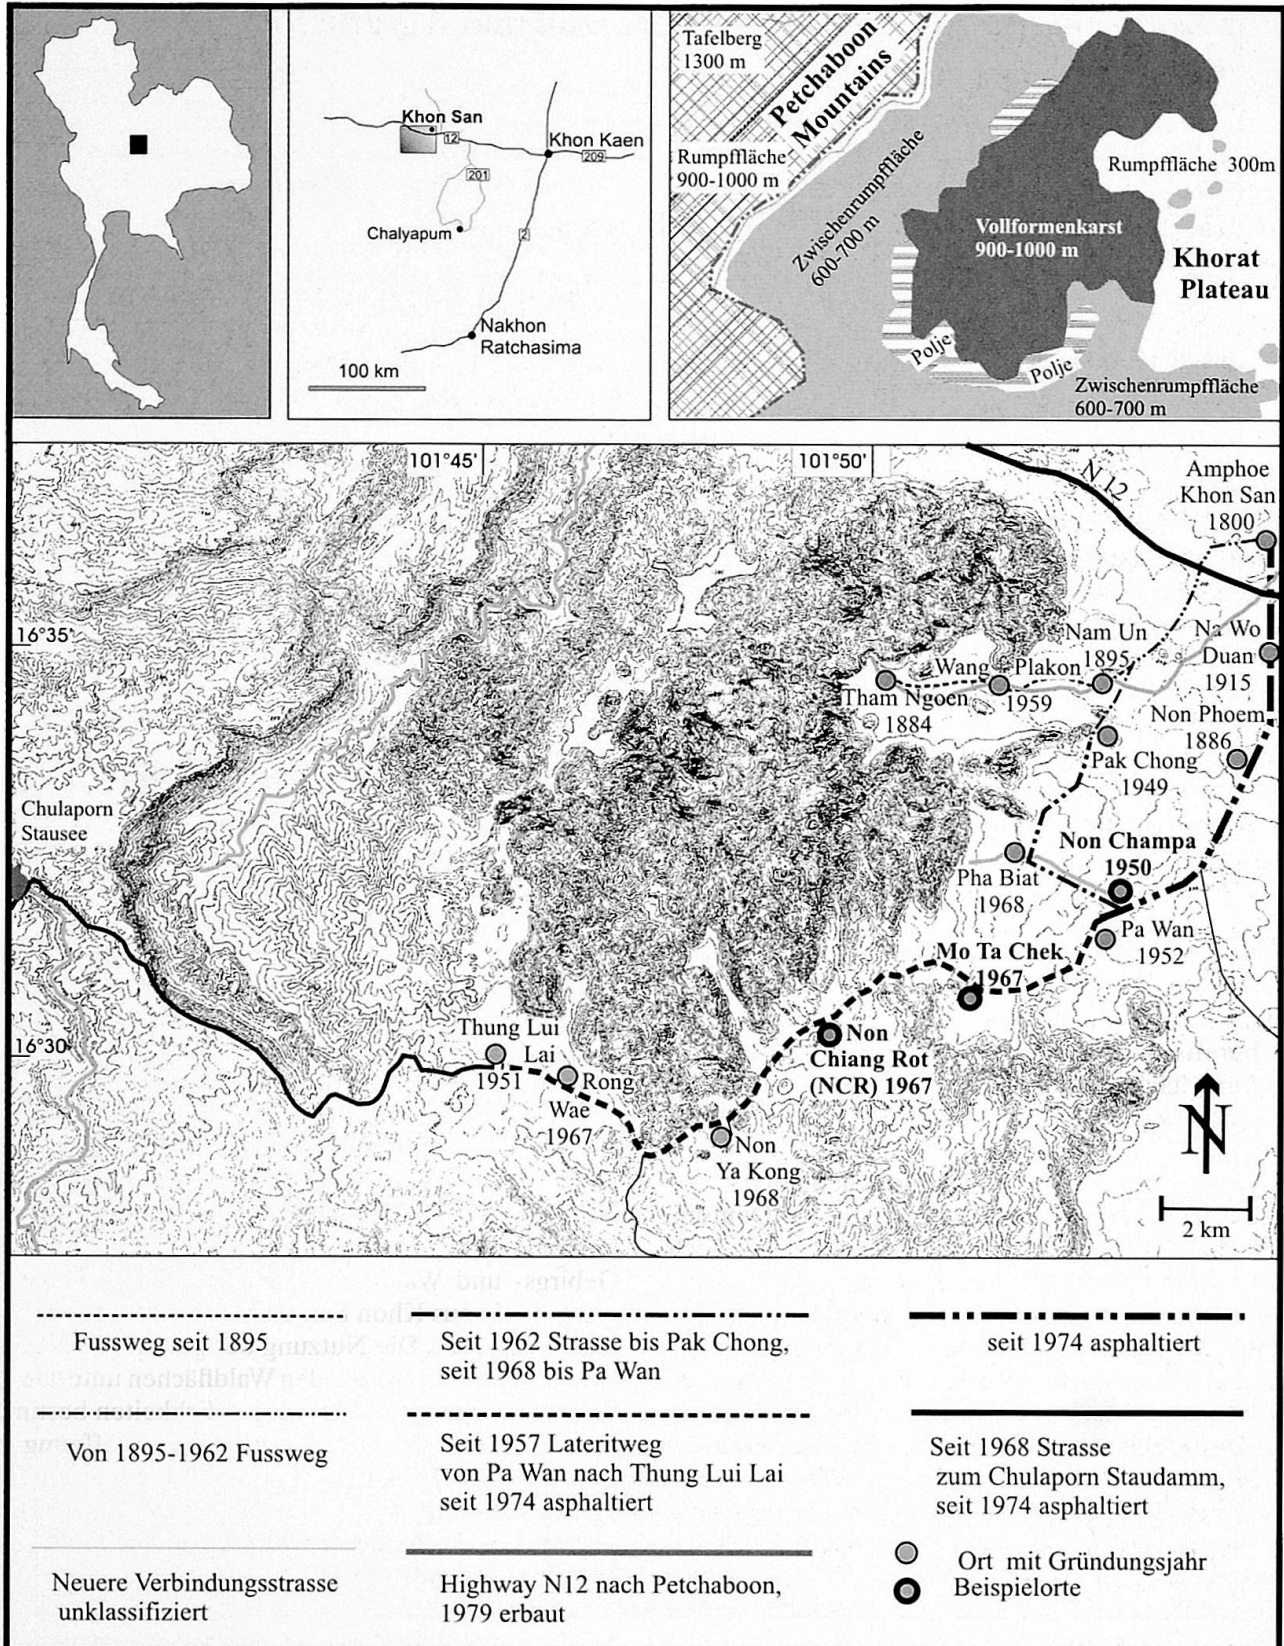 Khon San
12
Khon Kaen
209
201
Chalyapum
2
Nakhon
Ratchasima
100 km
Tafelberg
1300 m
Petchaboon
Mountains
Rumpffläche
900-1000 m
Zwischenrumpffläche
600-700 m
Rumpffläche 300m
Vollformenkarst
900-1000 m
Khorat
Plateau
Polje
Polje
Zwischenrumpffläche
600-700 m
101°45'
101°50'
N 12
Amphoe
Khon San
1800
16°35'
Nam Un
1895
Na Wo
Duan
1915
Wang Plakon
1959
Tham Ngoen
1884
Non Phoem
1886
Pak Chong
1949
Chulaporn
Stausee
Non Champa
1950
Pha Biat
1968
Pa Wan
1952
Mo Ta Chek
1967
16°30'
Thung Lui
Lai
1951
Rong
Wae
1967
Non
Chiang Rot
(NCR) 1967
Non
Ya Kong
1968
N
2 km
Fussweg seit 1895
Seit 1962 Strasse bis Pak Chong,
seit 1968 bis Pa Wan
seit 1974 asphaltiert
Von 1895-1962 Fussweg
Seit 1957 Lateritweg
von Pa Wan nach Thung Lui Lai
seit 1974 asphaltiert
Seit 1968 Strasse
zum Chulaporn Staudamm,
seit 1974 asphaltiert
Neuere Verbindungsstrasse
unklassifiziert
Highway N12 nach Petchaboon,
1979 erbaut
Ort mit Gründungsjahr
Beispielorte